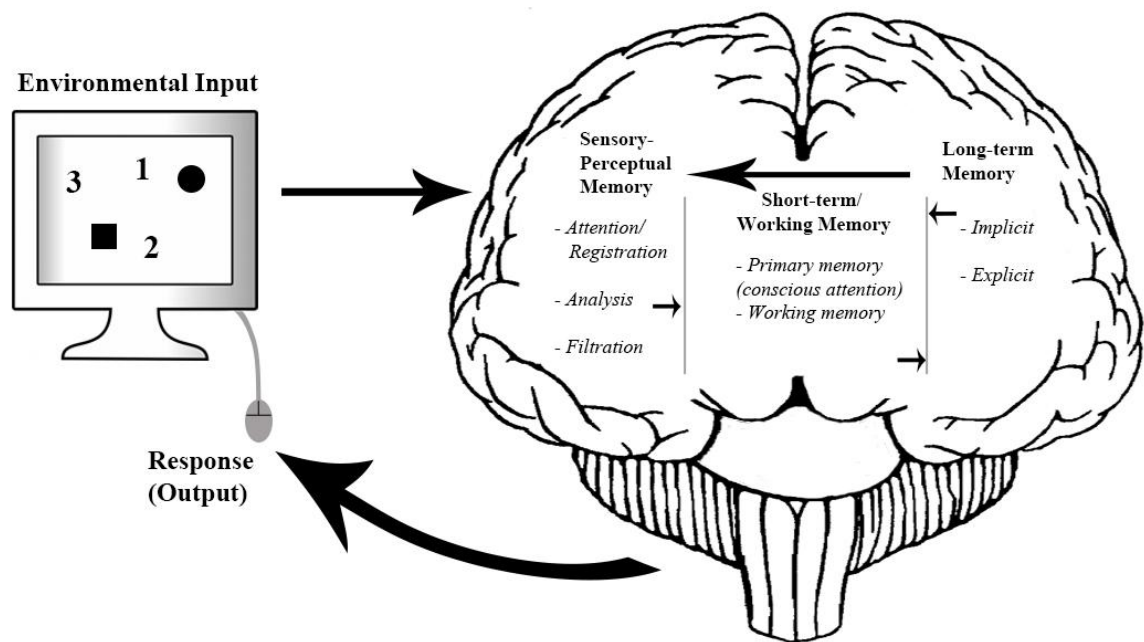 Environmental Input
3
1
2
Response
(Output)
Sensory-
Perceptual
Memory
- Attention/
Registration
- Analysis
- Filtration
Short-term/
Working Memory
- Primary memory
(conscious attention)
- Working memory
Long-term
Memory
- Implicit
- Explicit